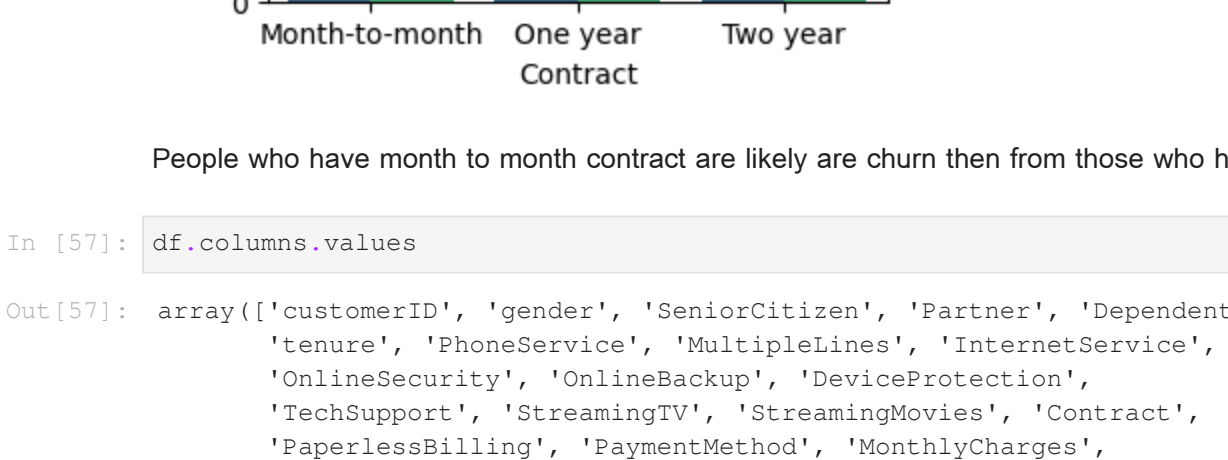 0
Month-to-month One year Two year
Contract
People who have month to month contract are likely are churn then from those who
In [57]: df.columns.values
Out[57]: array(['customerID', 'gender', 'SeniorCitizen', 'Partner', 'Dependent
'tenure', 'PhoneService', 'MultipleLines', 'InternetService',
'OnlineSecurity', 'OnlineBackup', 'DeviceProtection',
'TechSupport', 'StreamingTV', 'StreamingMovies', 'Contract',
'PaperlessBilling', 'PaymentMethod', 'MonthlyCharges',